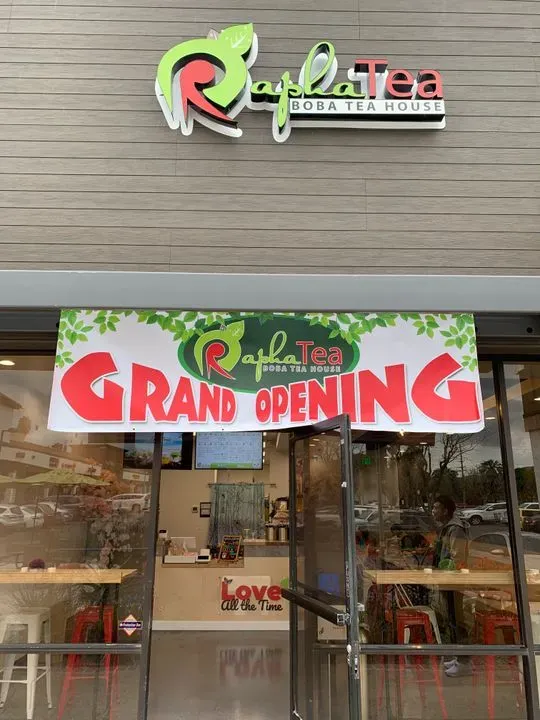 RaphaTea
BOBA TEA HOUSE
RaphaTea
BOBA TEA HOUSE
GRAND OPENING
Love
All the Time